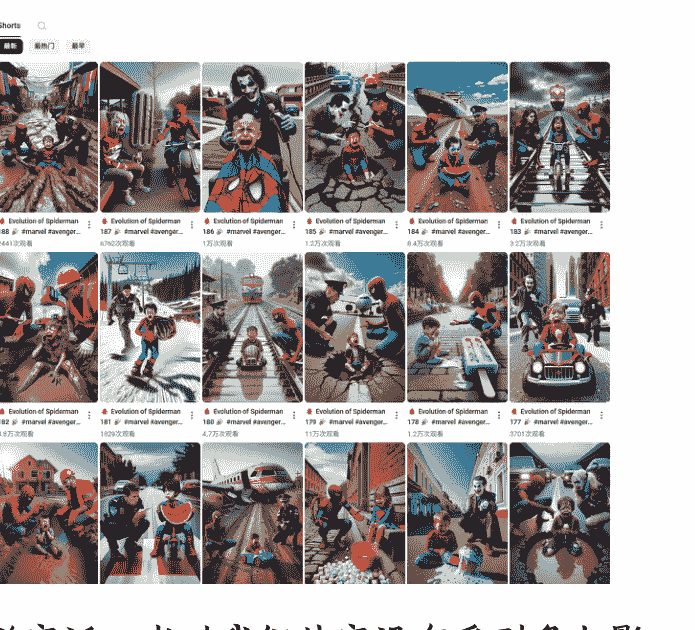 Shorts
最新 最热门 最早
Evolution of Spiderman
188 #marvel #avenger...
Evolution of Spiderman
187 #marvel #avenger...
6762次观看
Evolution of Spiderman
186 #marvel #avenger...
1万次观看
Evolution of Spiderman
185 #marvel #avenger...
1.2万次观看
Evolution of Spiderman
184 #marvel #avenger...
8.4万次观看
Evolution of Spiderman
183 #marvel #avenger...
3.2万次观看
Evolution of Spiderman
182 #marvel #avenger...
Evolution of Spiderman
181 #marvel #avenger...
1829次观看
Evolution of Spiderman
180 #marvel #avenger...
4.7万次观看
Evolution of Spiderman
179 #marvel #avenger...
11万次观看
Evolution of Spiderman
178 #marvel #avenger...
1.2万次观看
Evolution of Spiderman
177 #marvel #avenger...
3701次观看